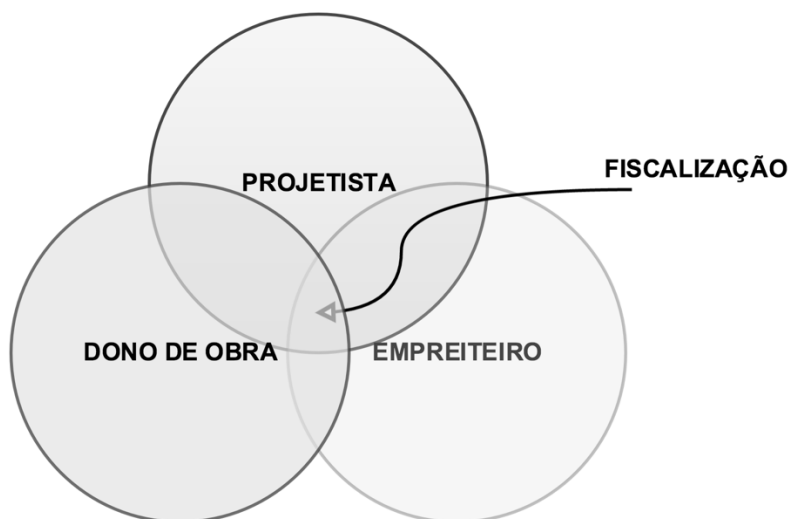 FISCALIZAÇÃO
PROJETISTA
DONO DE OBRA
EMPREITEIRO